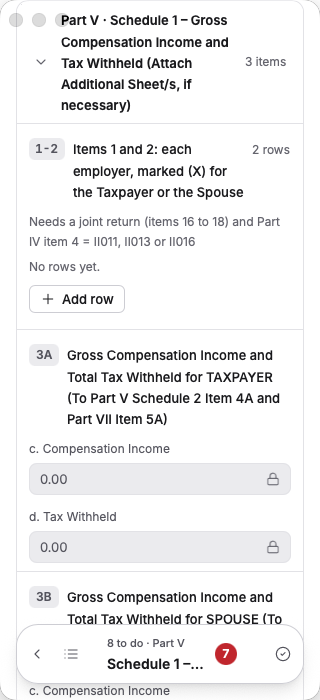 Part V · Schedule 1 – Gross
Compensation Income and
Tax Withheld (Attach
Additional Sheet/s, if
necessary)
3 items
1-2
Items 1 and 2: each
employer, marked (X) for
the Taxpayer or the Spouse
2 rows
Needs a joint return (items 16 to 18) and Part
IV item 4 = II011, II013 or II016
No rows yet.
+ Add row
3A
Gross Compensation Income and
Total Tax Withheld for TAXPAYER
(To Part V Schedule 2 Item 4A and
Part VII Item 5A)
c. Compensation Income
0.00
d. Tax Withheld
0.00
3B
Gross Compensation Income and
Total Tax Withheld for SPOUSE (To
8 to do · Part V
Schedule 1 –...
7
c. Compensation Income